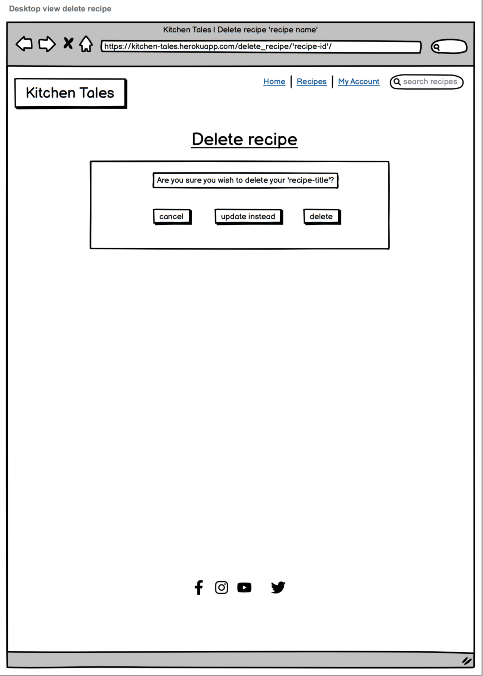 Desktop view delete recipe
Kitchen Tales | Delete recipe 'recipe name'
https://kitchen-tales.herokuapp.com/delete_recipe/'recipe-id'/
Kitchen Tales
Home | Recipes | My Account
search recipes
Delete recipe
Are you sure you wish to delete your 'recipe-title'?
cancel
update instead
delete